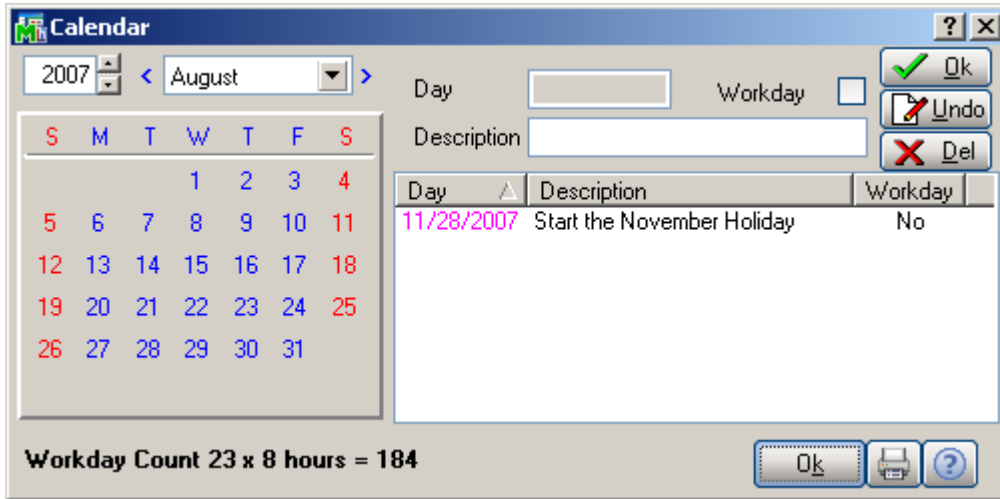 Calendar
2007 < August >
S M T W T F S
1 2 3 4
5 6 7 8 9 10 11
12 13 14 15 16 17 18
19 20 21 22 23 24 25
26 27 28 29 30 31
Day Workday
Description
Ok
Undo
Del
Day Description Workday
11/28/2007 Start the November Holiday No
Workday Count 23 x 8 hours = 184
Ok